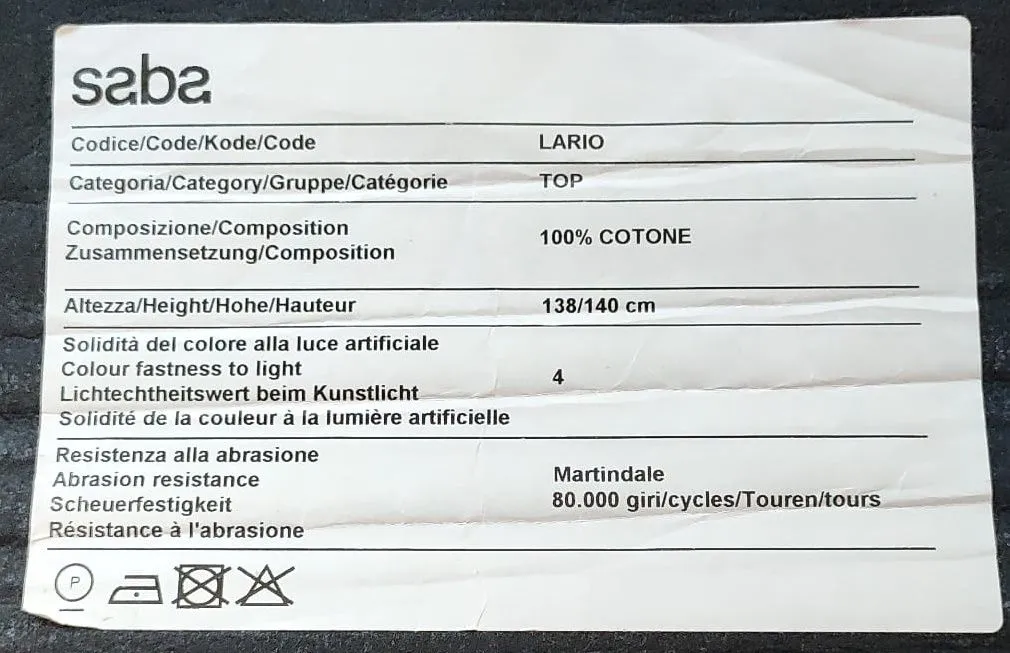 saba
Codice/Code/Kode/Code LARIO
Categoria/Category/Gruppe/Catégorie TOP
Composizione/Composition
Zusammensetzung/Composition
100% COTONE
Altezza/Height/Hohe/Hauteur 138/140 cm
Solidità del colore alla luce artificiale
Colour fastness to light
Lichtechtheitswert beim Kunstlicht
Solidité de la couleur à la lumière artificielle
4
Resistenza alla abrasione
Abrasion resistance
Scheuerfestigkeit
Résistance à l'abrasione
Martindale
80.000 giri/cycles/Touren/tours
P